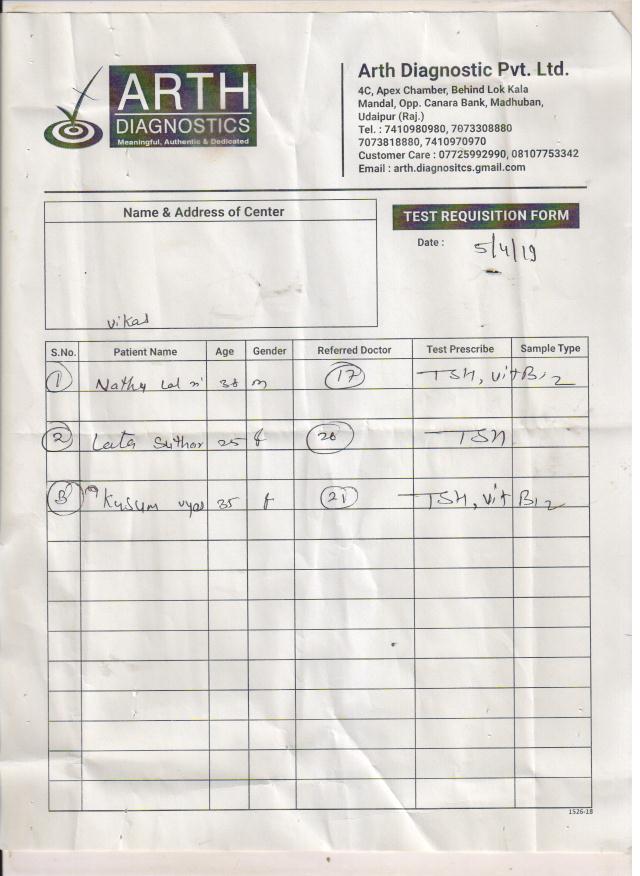 ARTH
DIAGNOSTICS
Meaningful, Authentic & Dedicated
Arth Diagnostic Pvt. Ltd.
4C, Apex Chamber, Behind Lok Kala
Mandal, Opp. Canara Bank, Madhuban,
Udaipur (Raj.)
Tel. : 7410980980, 7073308880
7073818880, 7410970970
Customer Care : 07725992990, 08107753342
Email : arth.diagnositcs.gmail.com
Name & Address of Center
vikas
TEST REQUISITION FORM
Date : 5/4/19
S.No. Patient Name Age Gender Referred Doctor Test Prescribe Sample Type
1 Nathy Lal 38 m 17 TSH, vit B12
2 Lata Suthar 25 f 20 TSH
3 Kusum vyas 35 f 21 TSH, vit B12
1526-18